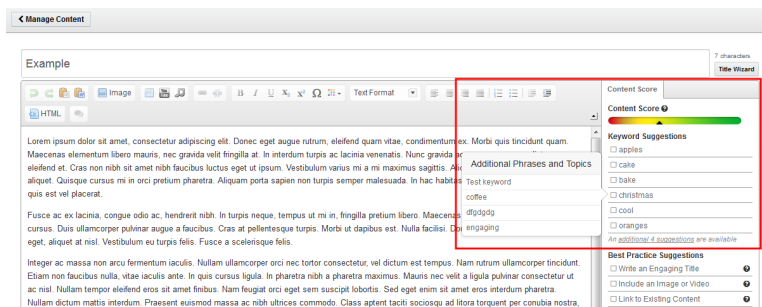 Manage Content
Example
7 characters
Title Wizard
Image
B I U X₂ X² Ω
Text Format
HTML
Content Score
Content Score
Keyword Suggestions
apples
cake
bake
christmas
cool
oranges
An additional 4 suggestions are available
Best Practice Suggestions
Write an Engaging Title
Include an Image or Video
Link to Existing Content
Additional Phrases and Topics
Test keyword
coffee
dfgdgdg
engaging
Lorem ipsum dolor sit amet, consectetur adipiscing elit. Donec eget augue rutrum, eleifend quam vitae, condimentum ex. Morbi quis tincidunt quam.
Maecenas elementum libero mauris, nec gravida velit fringilla at. In interdum turpis ac lacinia venenatis. Nunc gravida
eleifend et. Cras non nibh sit amet nibh faucibus luctus eget ut ipsum. Vestibulum varius mi a mi maximus sagittis.
aliquet. Quisque cursus mi in orci pretium pharetra. Aliquam porta sapien non turpis semper malesuada. In hac
quis est vel placerat.
Fusce ac ex lacinia, congue odio ac, hendrerit nibh. In turpis neque, tempus ut mi in, fringilla pretium libero.
cursus. Duis ullamcorper pulvinar augue a faucibus. Cras at pellentesque turpis. Morbi ut dapibus est. Nulla facilisi.
eget, aliquet at nisl. Vestibulum eu turpis felis. Fusce a scelerisque felis.
Integer ac massa non arcu fermentum iaculis. Nullam ullamcorper orci nec tortor consectetur, vel dictum est tempus. Nam rutrum ullamcorper tincidunt.
Etiam non faucibus nulla, vitae iaculis ante. In quis cursus ligula. In pharetra nibh a pharetra maximus. Mauris nec velit a ligula pulvinar consectetur ut
ac nisl. Nullam tempor eleifend eros sit amet finibus. Nam feugiat orci eget sem suscipit lobortis. Sed eget enim sit amet eros interdum pharetra.
Nullam dictum mattis interdum. Praesent euismod massa ac nibh ultrices commodo. Class aptent taciti sociosqu ad litora torquent per conubia nostra,